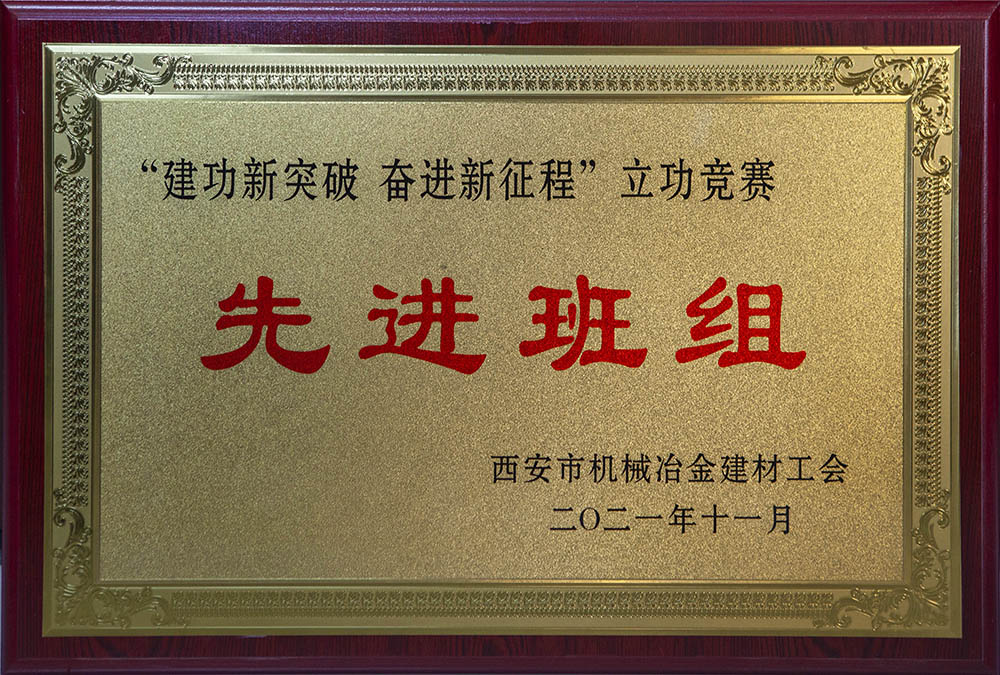 “建功新突破 奋进新征程”立功竞赛
先进班组
西安市机械冶金建材工会
二〇二一年十一月